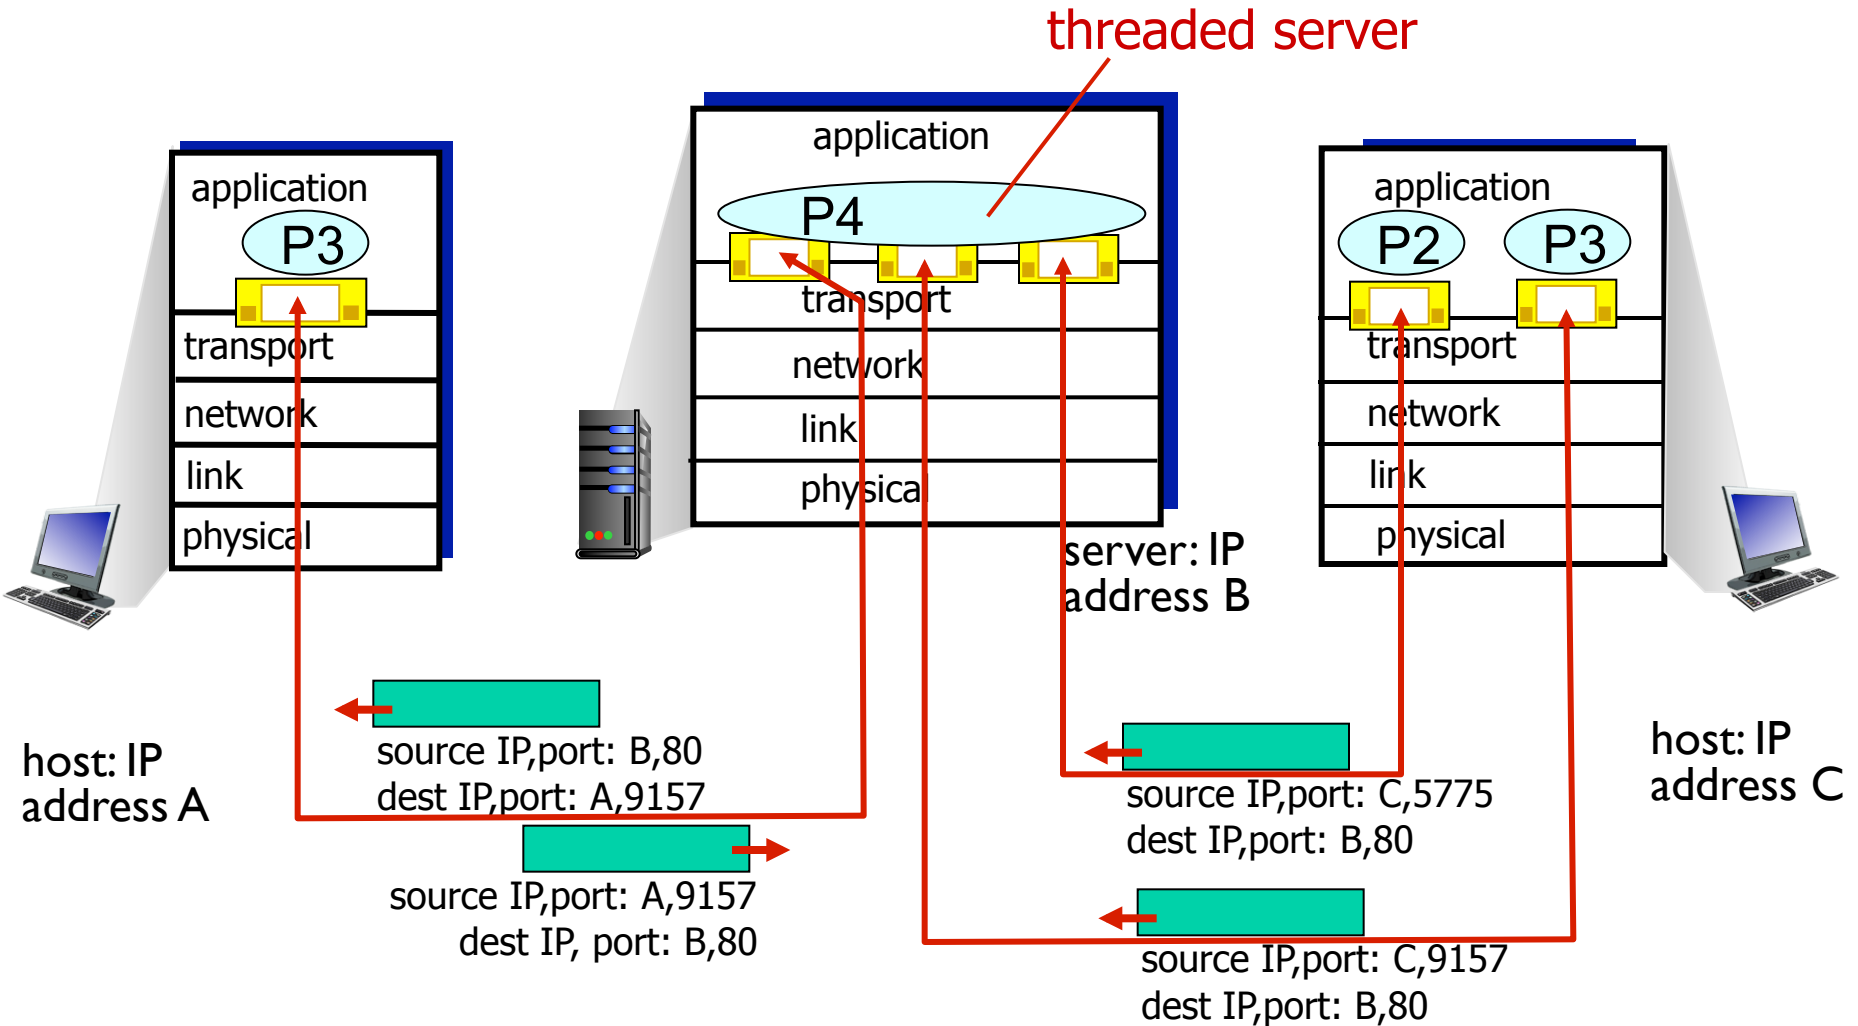 threaded server
application
P3
transport
network
link
physical
application
P4
transport
network
link
physical
server: IP
address B
application
P2
P3
transport
network
link
physical
host: IP
address A
source IP,port: B,80
dest IP,port: A,9157
source IP,port: A,9157
dest IP, port: B,80
source IP,port: C,5775
dest IP,port: B,80
source IP,port: C,9157
dest IP,port: B,80
host: IP
address C